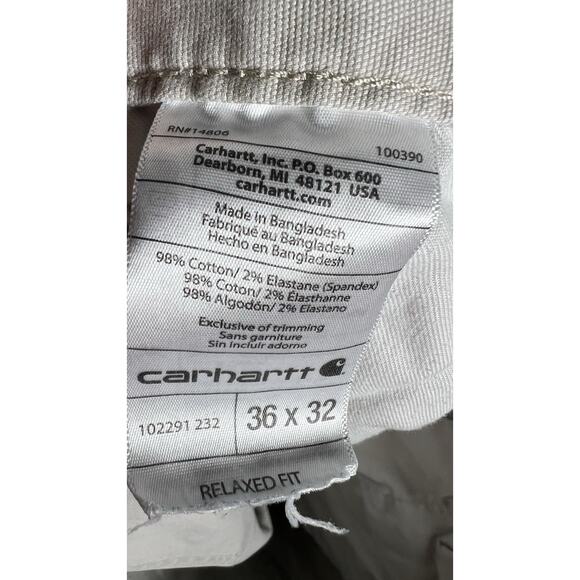 RN#14806 100390
Carhartt, Inc. P.O. Box 600
Dearborn, MI 48121 USA
carhartt.com
Made in Bangladesh
Fabriqué au Bangladesh
Hecho en Bangladesh
98% Cotton/ 2% Elastane (Spandex)
98% Coton/ 2% Élasthanne
98% Algodón/ 2% Elastano
Exclusive of trimming
Sans garniture
Sin incluir adorno
carhartt
102291 232 36 x 32
RELAXED FIT